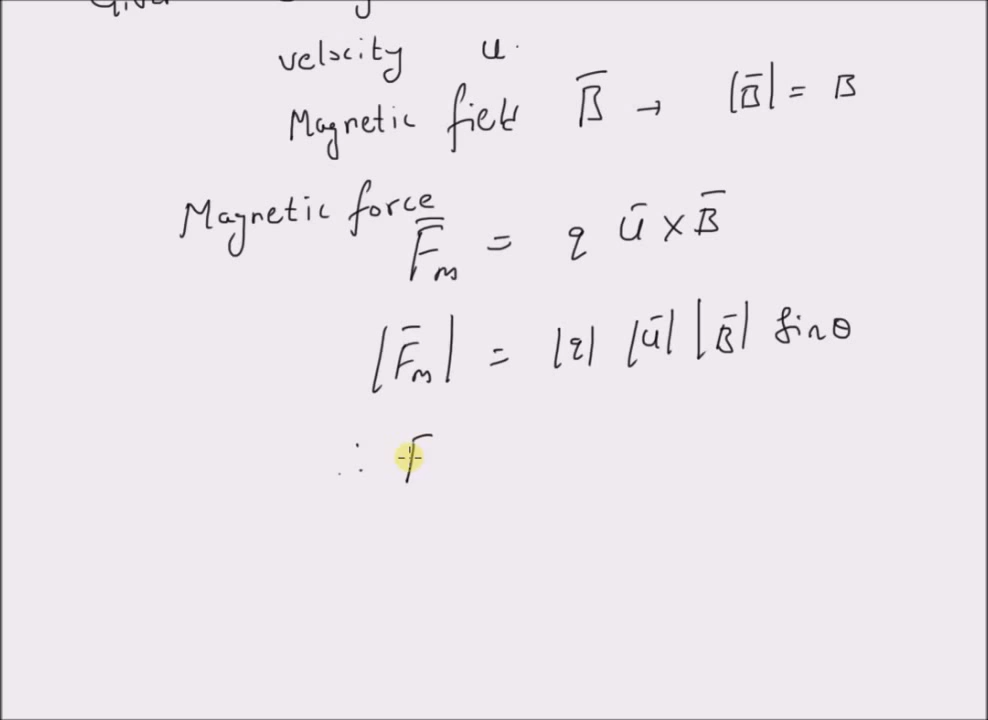 velocity u.
Magnetic field B̄ → |B̄| = B
Magnetic force
F̄m = q ū × B̄
|F̄m| = |q| |ū| |B̄| sinθ
∴ F